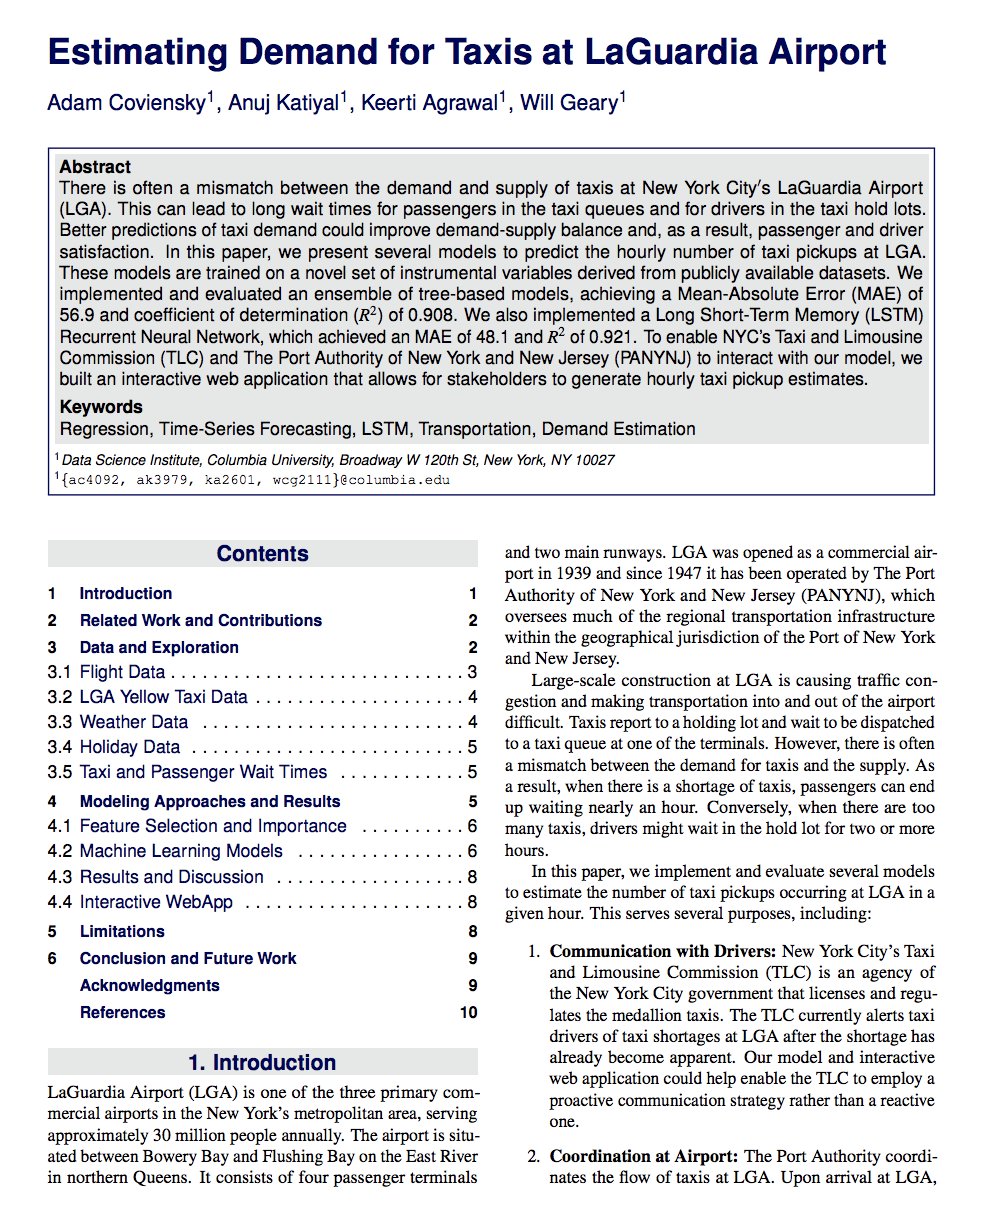 Estimating Demand for Taxis at LaGuardia Airport
Adam Coviensky1, Anuj Katiyal1, Keerti Agrawal1, Will Geary1
Abstract
There is often a mismatch between the demand and supply of taxis at New York City′s LaGuardia Airport
(LGA). This can lead to long wait times for passengers in the taxi queues and for drivers in the taxi hold lots.
Better predictions of taxi demand could improve demand-supply balance and, as a result, passenger and driver
satisfaction. In this paper, we present several models to predict the hourly number of taxi pickups at LGA.
These models are trained on a novel set of instrumental variables derived from publicly available datasets. We
implemented and evaluated an ensemble of tree-based models, achieving a Mean-Absolute Error (MAE) of
56.9 and coefficient of determination (R2) of 0.908. We also implemented a Long Short-Term Memory (LSTM)
Recurrent Neural Network, which achieved an MAE of 48.1 and R2 of 0.921. To enable NYC's Taxi and Limousine
Commission (TLC) and The Port Authority of New York and New Jersey (PANYNJ) to interact with our model, we
built an interactive web application that allows for stakeholders to generate hourly taxi pickup estimates.
Keywords
Regression, Time-Series Forecasting, LSTM, Transportation, Demand Estimation
1Data Science Institute, Columbia University, Broadway W 120th St, New York, NY 10027
1{ac4092, ak3979, ka2601, wcg2111}@columbia.edu
Contents
1 Introduction 1
2 Related Work and Contributions 2
3 Data and Exploration 2
3.1 Flight Data . . . . . . . . . . . . . . . . . . . . . . . . . . . 3
3.2 LGA Yellow Taxi Data . . . . . . . . . . . . . . . . . . . 4
3.3 Weather Data . . . . . . . . . . . . . . . . . . . . . . . . 4
3.4 Holiday Data . . . . . . . . . . . . . . . . . . . . . . . . . 5
3.5 Taxi and Passenger Wait Times . . . . . . . . . . . 5
4 Modeling Approaches and Results 5
4.1 Feature Selection and Importance . . . . . . . . . 6
4.2 Machine Learning Models . . . . . . . . . . . . . . . 6
4.3 Results and Discussion . . . . . . . . . . . . . . . . . 8
4.4 Interactive WebApp . . . . . . . . . . . . . . . . . . . . 8
5 Limitations 8
6 Conclusion and Future Work 9
Acknowledgments 9
References 10
1. Introduction
LaGuardia Airport (LGA) is one of the three primary com-
mercial airports in the New York's metropolitan area, serving
approximately 30 million people annually. The airport is situ-
ated between Bowery Bay and Flushing Bay on the East River
in northern Queens. It consists of four passenger terminals
and two main runways. LGA was opened as a commercial air-
port in 1939 and since 1947 it has been operated by The Port
Authority of New York and New Jersey (PANYNJ), which
oversees much of the regional transportation infrastructure
within the geographical jurisdiction of the Port of New York
and New Jersey.
Large-scale construction at LGA is causing traffic con-
gestion and making transportation into and out of the airport
difficult. Taxis report to a holding lot and wait to be dispatched
to a taxi queue at one of the terminals. However, there is often
a mismatch between the demand for taxis and the supply. As
a result, when there is a shortage of taxis, passengers can end
up waiting nearly an hour. Conversely, when there are too
many taxis, drivers might wait in the hold lot for two or more
hours.
In this paper, we implement and evaluate several models
to estimate the number of taxi pickups occurring at LGA in a
given hour. This serves several purposes, including:
1. Communication with Drivers: New York City's Taxi
and Limousine Commission (TLC) is an agency of
the New York City government that licenses and regu-
lates the medallion taxis. The TLC currently alerts taxi
drivers of taxi shortages at LGA after the shortage has
already become apparent. Our model and interactive
web application could help enable the TLC to employ a
proactive communication strategy rather than a reactive
one.
2. Coordination at Airport: The Port Authority coordi-
nates the flow of taxis at LGA. Upon arrival at LGA,